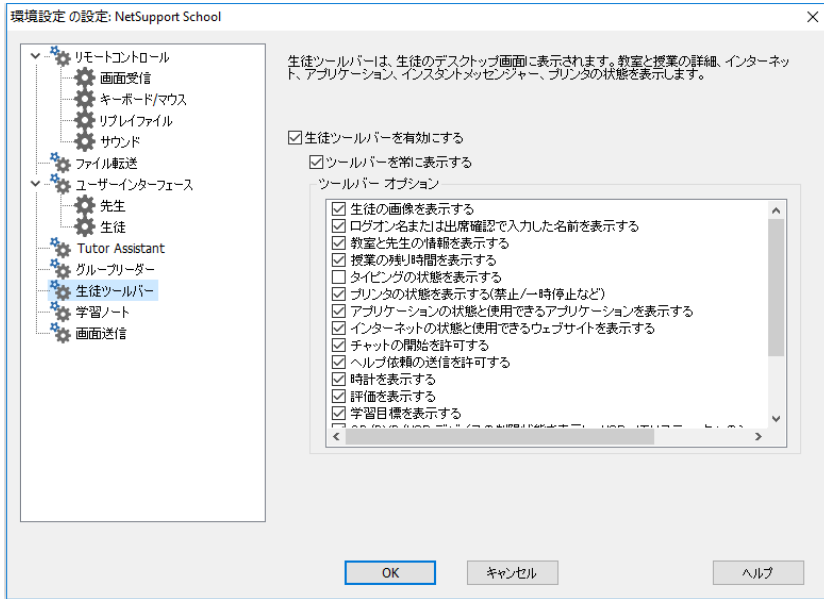 環境設定 の設定: NetSupport School
リモートコントロール
画面受信
キーボード/マウス
リプレイファイル
サウンド
ファイル転送
ユーザーインターフェース
先生
生徒
Tutor Assistant
グループリーダー
生徒ツールバー
学習ノート
画面送信
生徒ツールバーは、生徒のデスクトップ画面に表示されます。教室と授業の詳細、インターネッ
ト、アプリケーション、インスタントメッセンジャー、プリンタの状態を表示します。
生徒ツールバーを有効にする
ツールバーを常に表示する
ツールバー オプション
生徒の画像を表示する
ログオン名または出席確認で入力した名前を表示する
教室と先生の情報を表示する
授業の残り時間を表示する
タイピングの状態を表示する
プリンタの状態を表示する(禁止/一時停止など)
アプリケーションの状態と使用できるアプリケーションを表示する
インターネットの状態と使用できるウェブサイトを表示する
チャットの開始を許可する
ヘルプ依頼の送信を許可する
時計を表示する
評価を表示する
学習目標を表示する
OK
キャンセル
ヘルプ